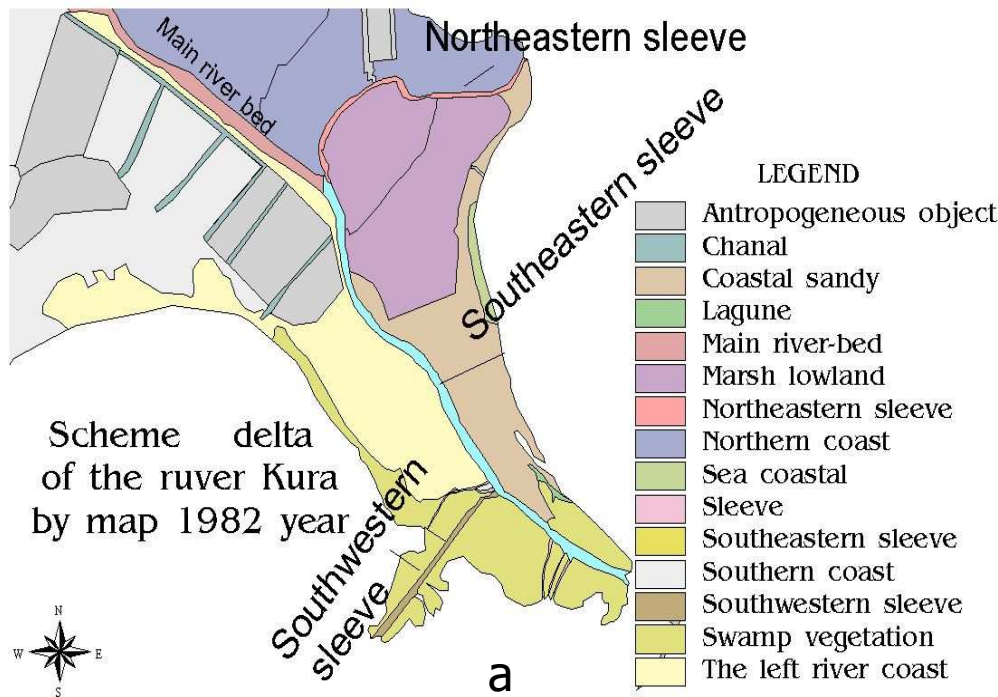 Northeastern sleeve
Main river bed
Southeastern sleeve
LEGEND
Antropogeneous object
Chanal
Coastal sandy
Lagune
Main river-bed
Marsh lowland
Northeastern sleeve
Northern coast
Sea coastal
Sleeve
Southeastern sleeve
Southern coast
Southwestern sleeve
Swamp vegetation
The left river coast
Scheme delta
of the ruver Kura
by map 1982 year
Southwestern
sleeve
N
W E
S
a